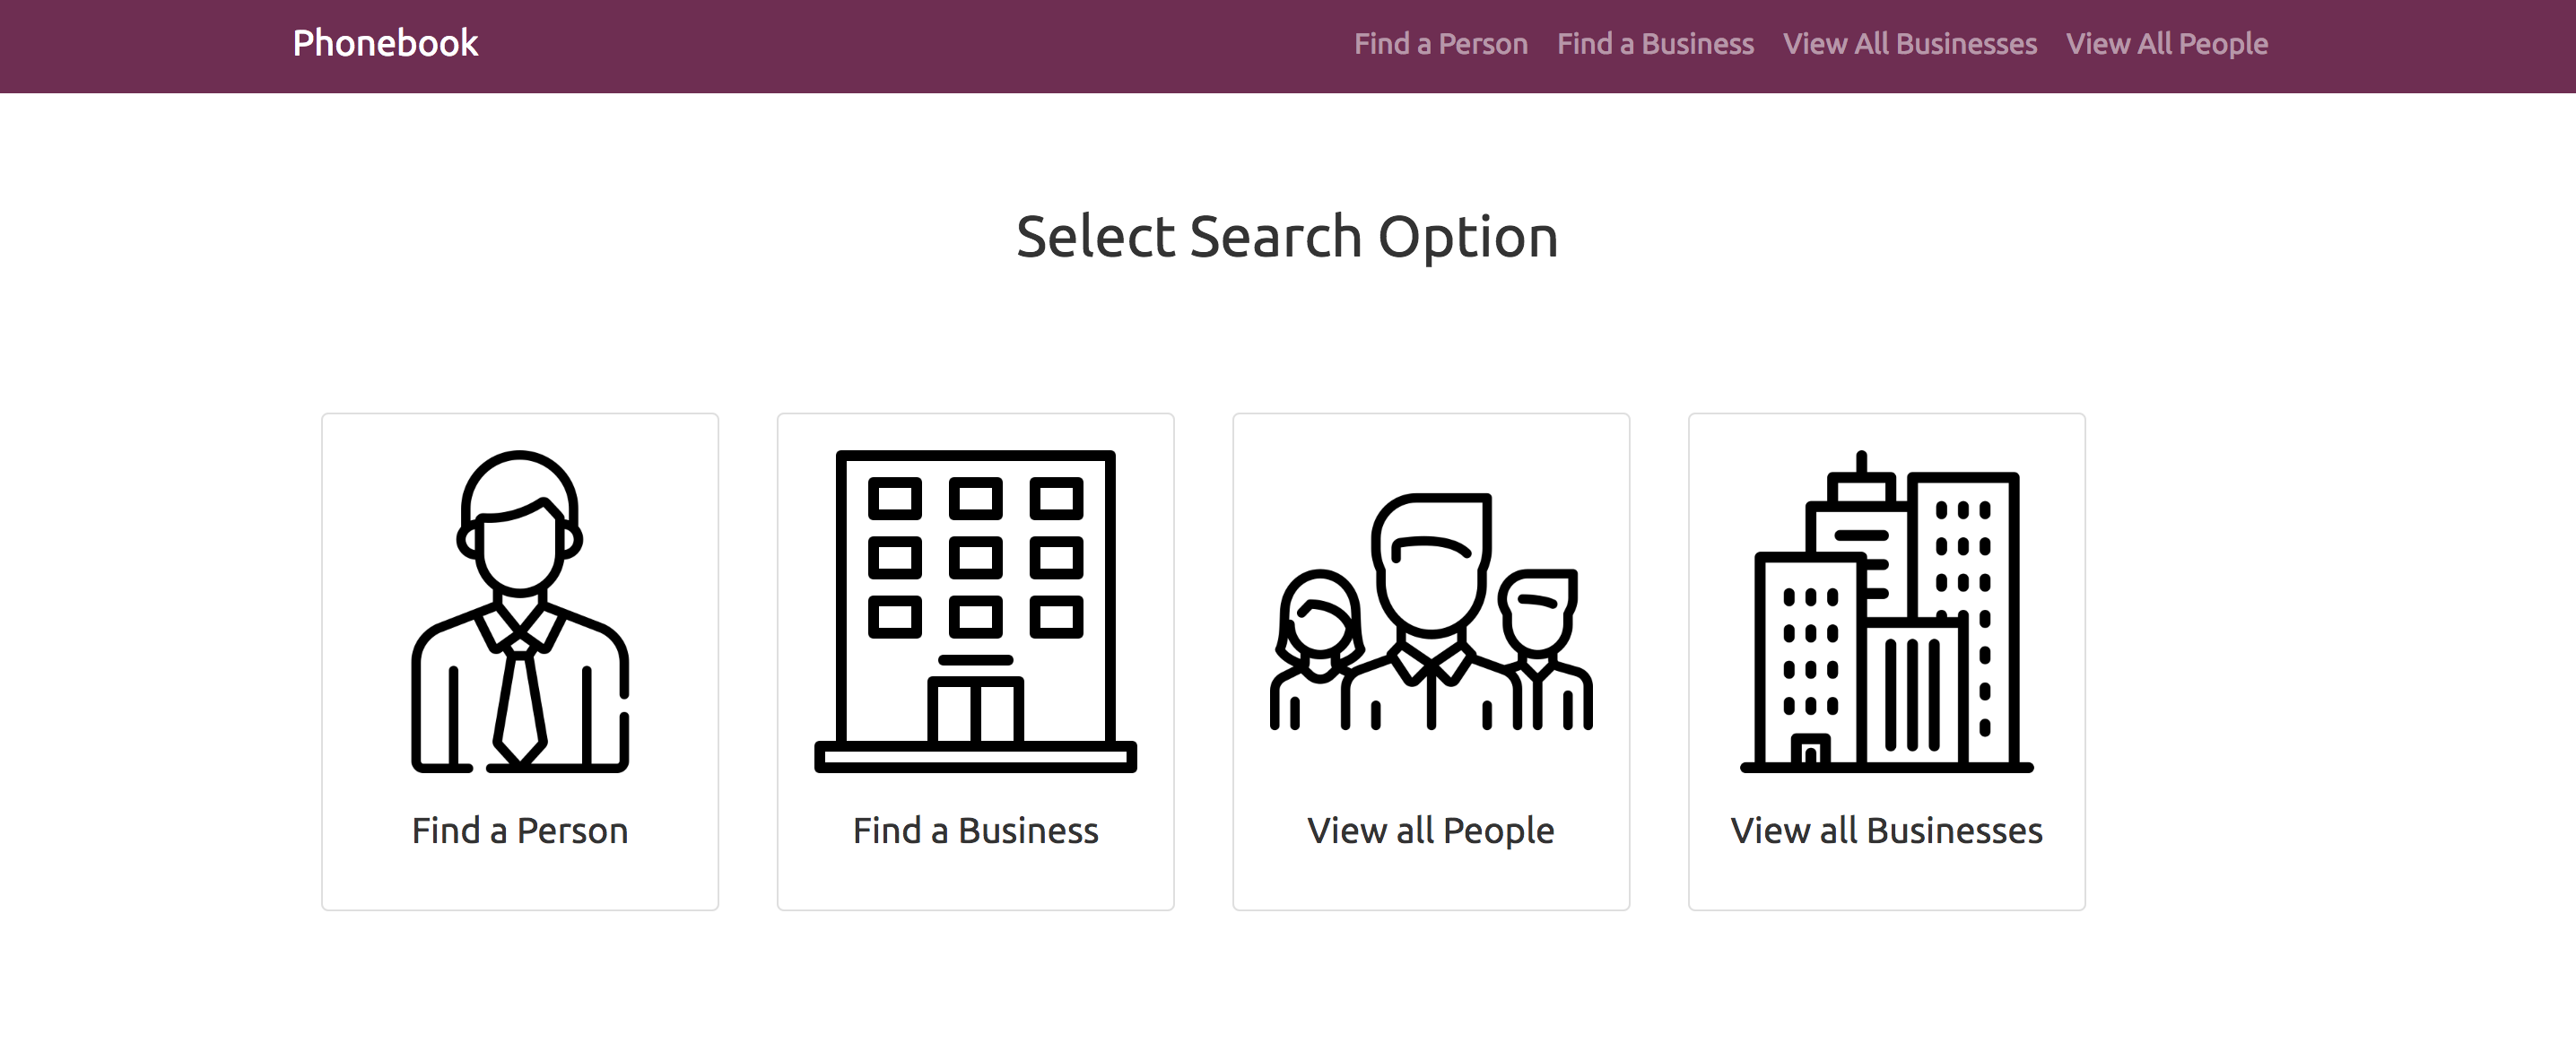 Phonebook Find a Person Find a Business View All Businesses View All People
Select Search Option
Find a Person
Find a Business
View all People
View all Businesses